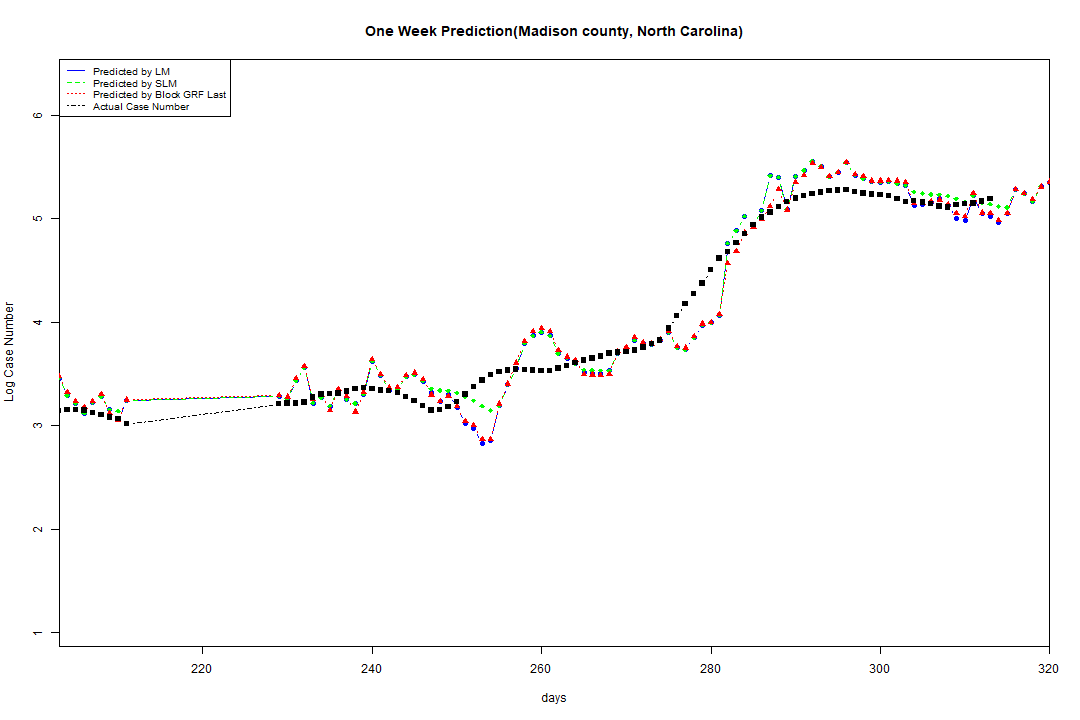 One Week Prediction(Madison county, North Carolina)
Predicted by LM
Predicted by SLM
Predicted by Block GRF Last
Actual Case Number
Log Case Number
6
5
4
3
2
1
220 240 260 280 300 320
days